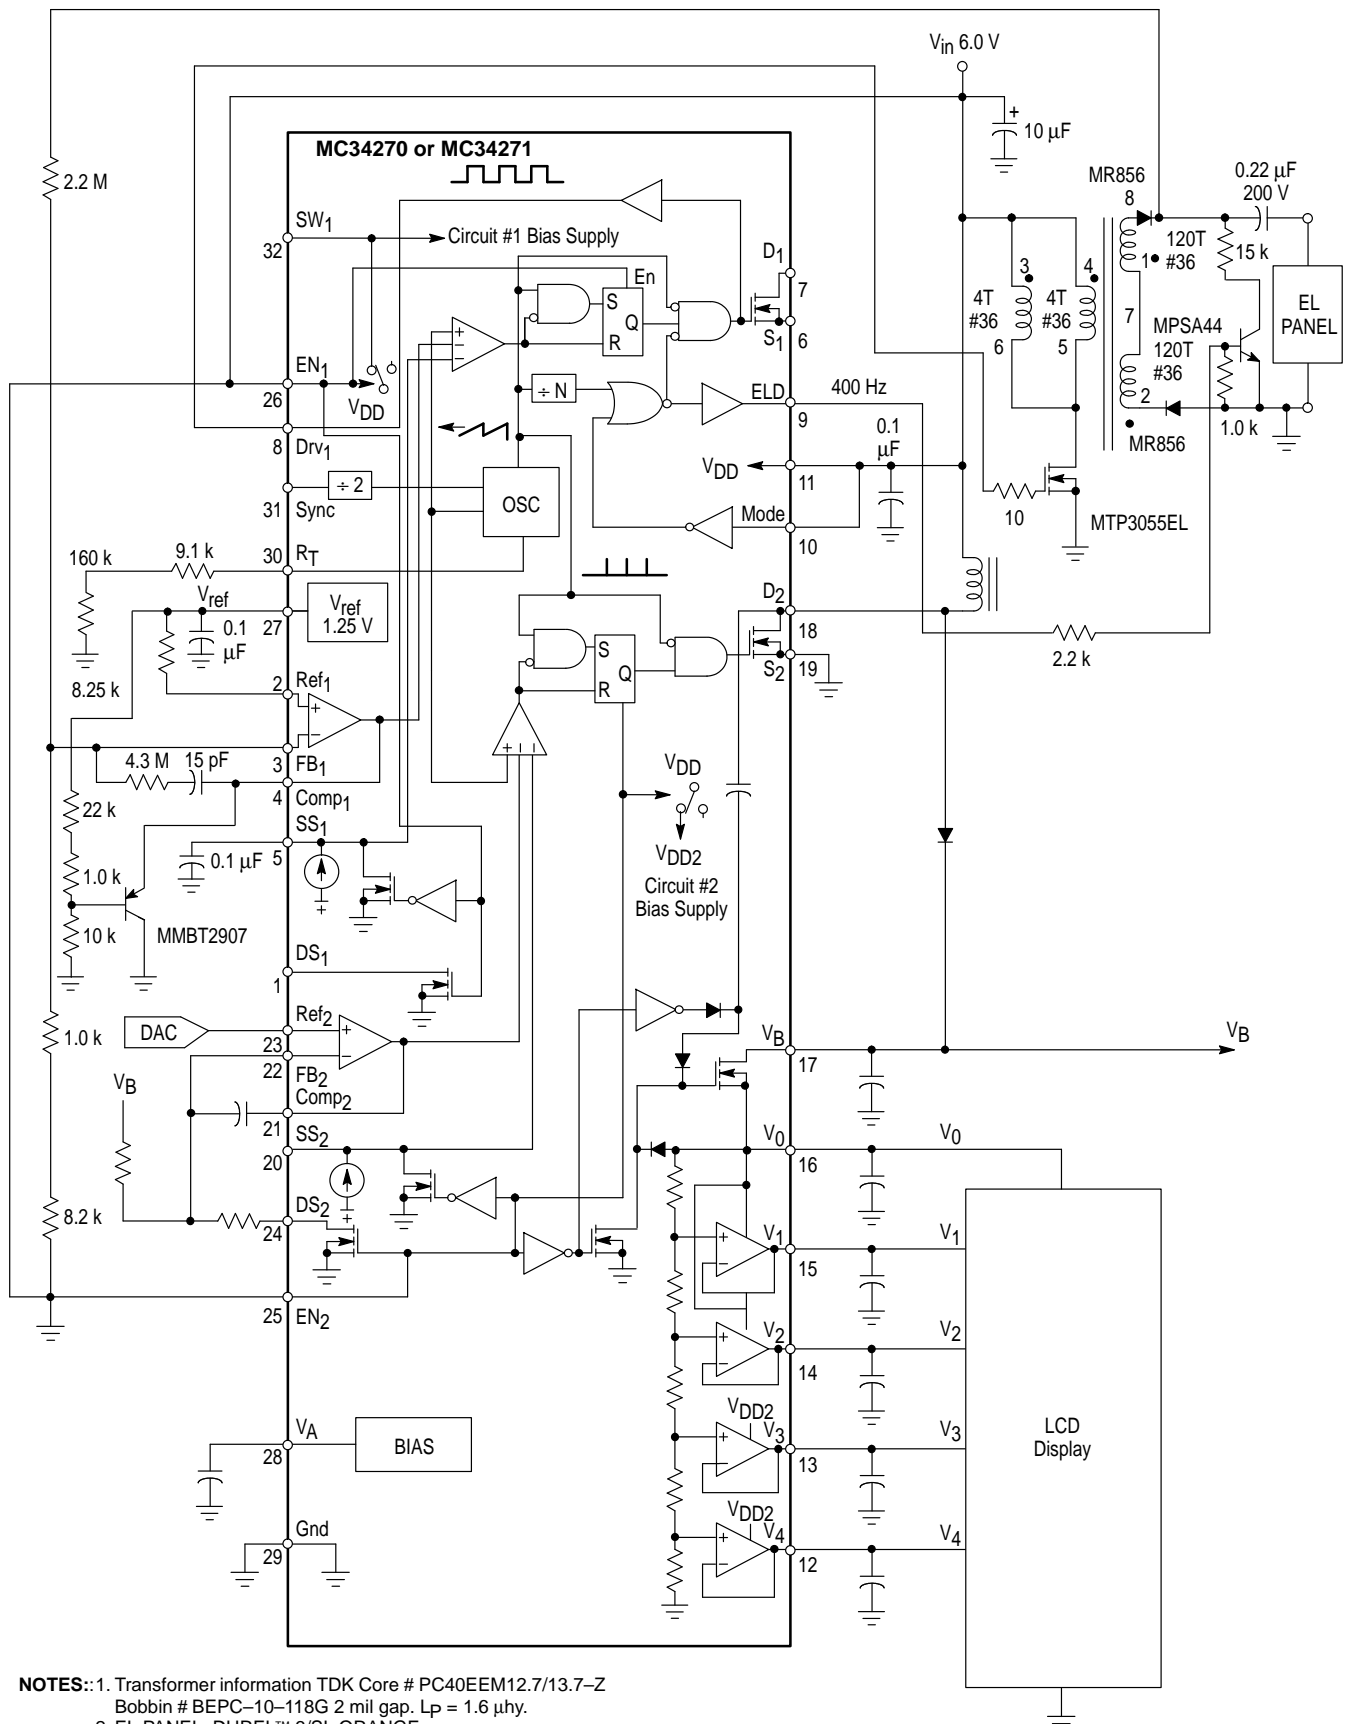 Vin 6.0 V
+
10 µF
MC34270 or MC34271
2.2 M
MR856
0.22 µF
200 V
8
SW1
32
Circuit #1 Bias Supply
D1
7
120T
#36
1
15 k
En
S
Q
R
3
4
4T
#36
4T
#36
6
5
7
EL
PANEL
S1
6
+
–
–
MPSA44
120T
#36
2
EN1
26
VDD
÷ N
ELD
9
400 Hz
Drv1
8
0.1
µF
MR856
1.0 k
VDD
11
÷ 2
OSC
Sync
31
Mode
10
10
MTP3055EL
160 k
9.1 k
RT
30
Vref
27
Vref
1.25 V
0.1
µF
D2
18
S
Q
R
S2
19
2.2 k
8.25 k
Ref1
2
+
–
4.3 M
15 pF
FB1
3
Comp1
4
+ – –
VDD
22 k
SS1
5
0.1 µF
VDD2
Circuit #2
Bias Supply
1.0 k
+
10 k
MMBT2907
DS1
1
1.0 k
DAC
Ref2
23
+
–
22
FB2
Comp2
21
VB
17
VB
VB
SS2
20
V0
16
V0
+
8.2 k
DS2
24
V1
15
V1
+
–
25
EN2
V2
14
V2
+
–
VA
28
BIAS
VDD2
V3
13
V3
+
–
LCD
Display
Gnd
29
VDD2
V4
12
V4
+
–
NOTES:: 1. Transformer information TDK Core # PC40EEM12.7/13.7–Z
Bobbin # BEPC–10–118G 2 mil gap. LP = 1.6 µhy.